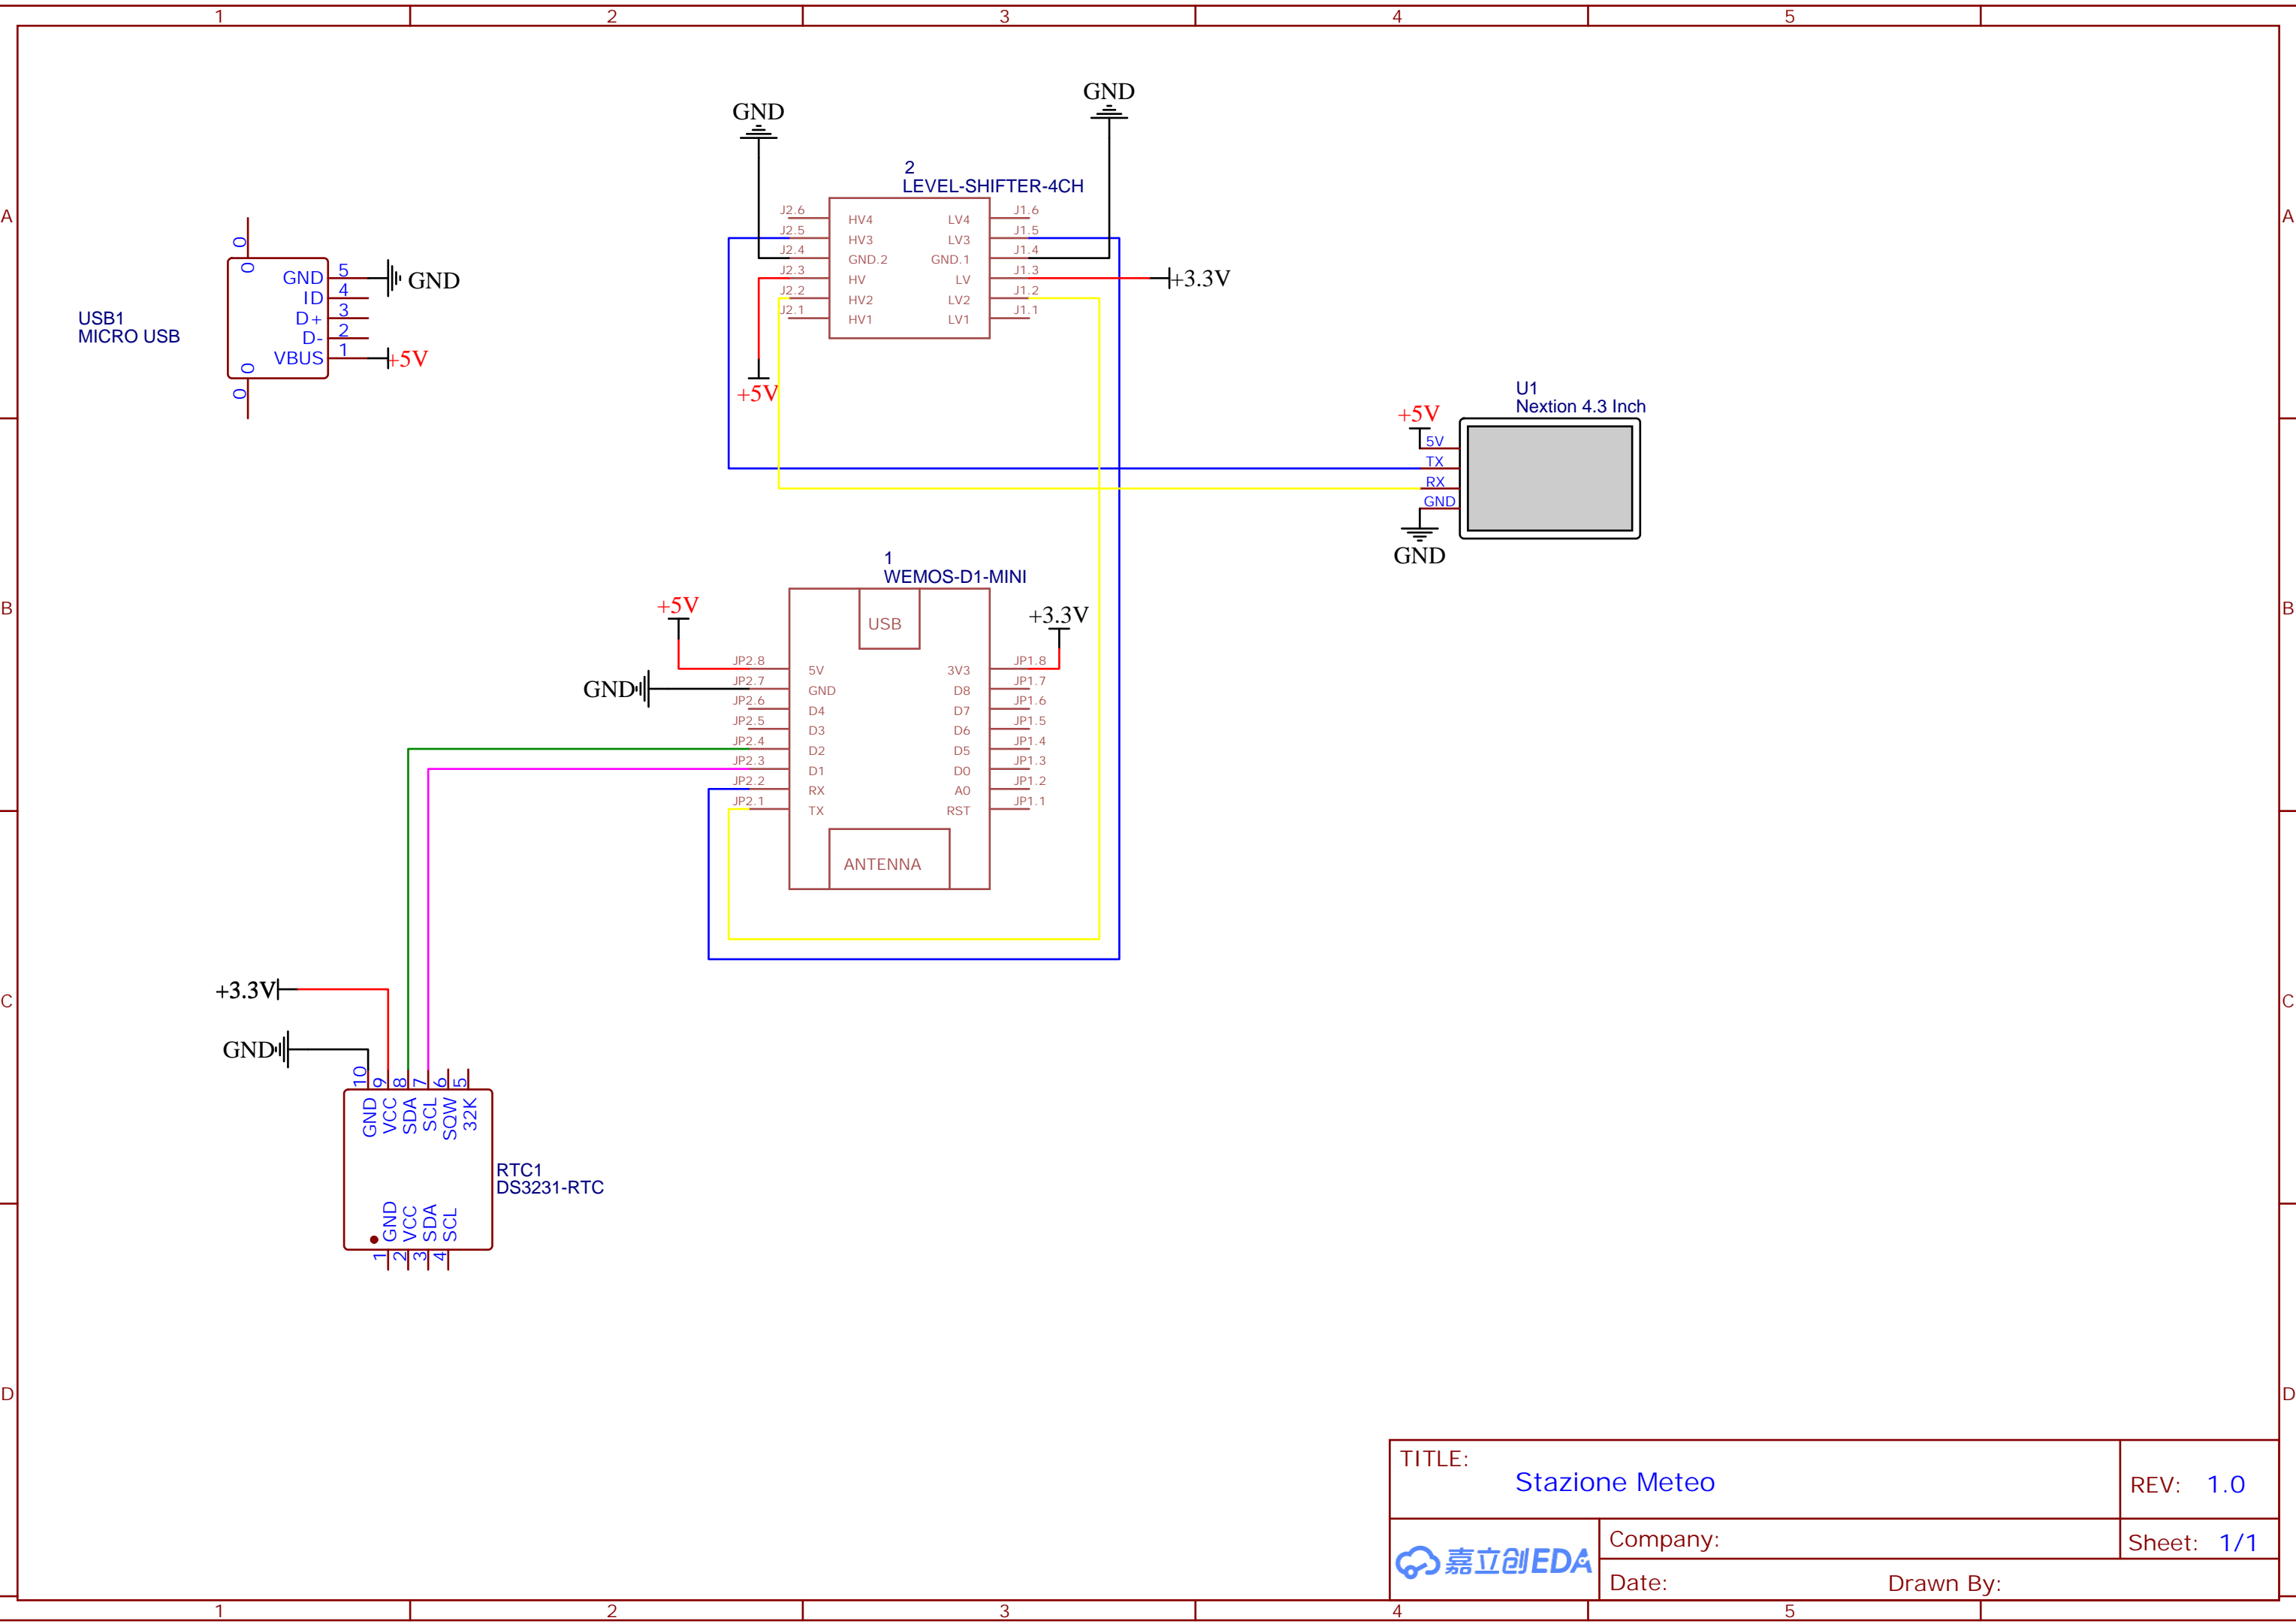 1 2 3 4 5
GND
GND
2
LEVEL-SHIFTER-4CH
A A
J2.6 HV4 LV4 J1.6
J2.5 HV3 LV3 J1.5
J2.4 GND.2 GND.1 J1.4
J2.3 HV LV J1.3 +3.3V
J2.2 HV2 LV2 J1.2
J2.1 HV1 LV1 J1.1
+5V
0
0
GND 5 GND
ID 4
D+ 3
D- 2
VBUS 1 +5V
0
0
USB1
MICRO USB
U1
Nextion 4.3 Inch
+5V
5V
TX
RX
GND
GND
1
WEMOS-D1-MINI
B B
+5V
+3.3V
USB
JP2.8 5V 3V3 JP1.8
GND JP2.7 GND D8 JP1.7
JP2.6 D4 D7 JP1.6
JP2.5 D3 D6 JP1.5
JP2.4 D2 D5 JP1.4
JP2.3 D1 D0 JP1.3
JP2.2 RX A0 JP1.2
JP2.1 TX RST JP1.1
ANTENNA
C C
+3.3V
GND
10 9 8 7 6 5
GND VCC SDA SCL SQW 32K
RTC1
DS3231-RTC
GND VCC SDA SCL
1 2 3 4
D D
TITLE:
Stazione Meteo
REV: 1.0
嘉立创EDA
Company:
Sheet: 1/1
Date: Drawn By:
1 2 3 4 5